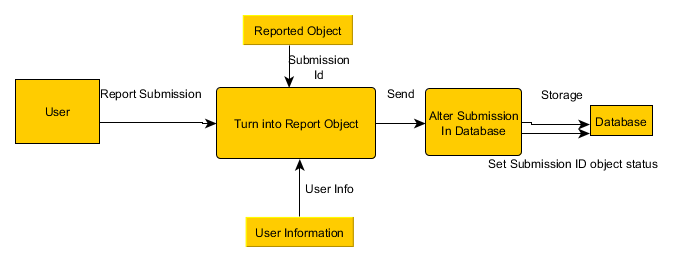 Reported Object
Submission
Id
Report Submission
User
Turn into Report Object
Send
Alter Submission
In Database
Storage
Database
Set Submission ID object status
User Info
User Information